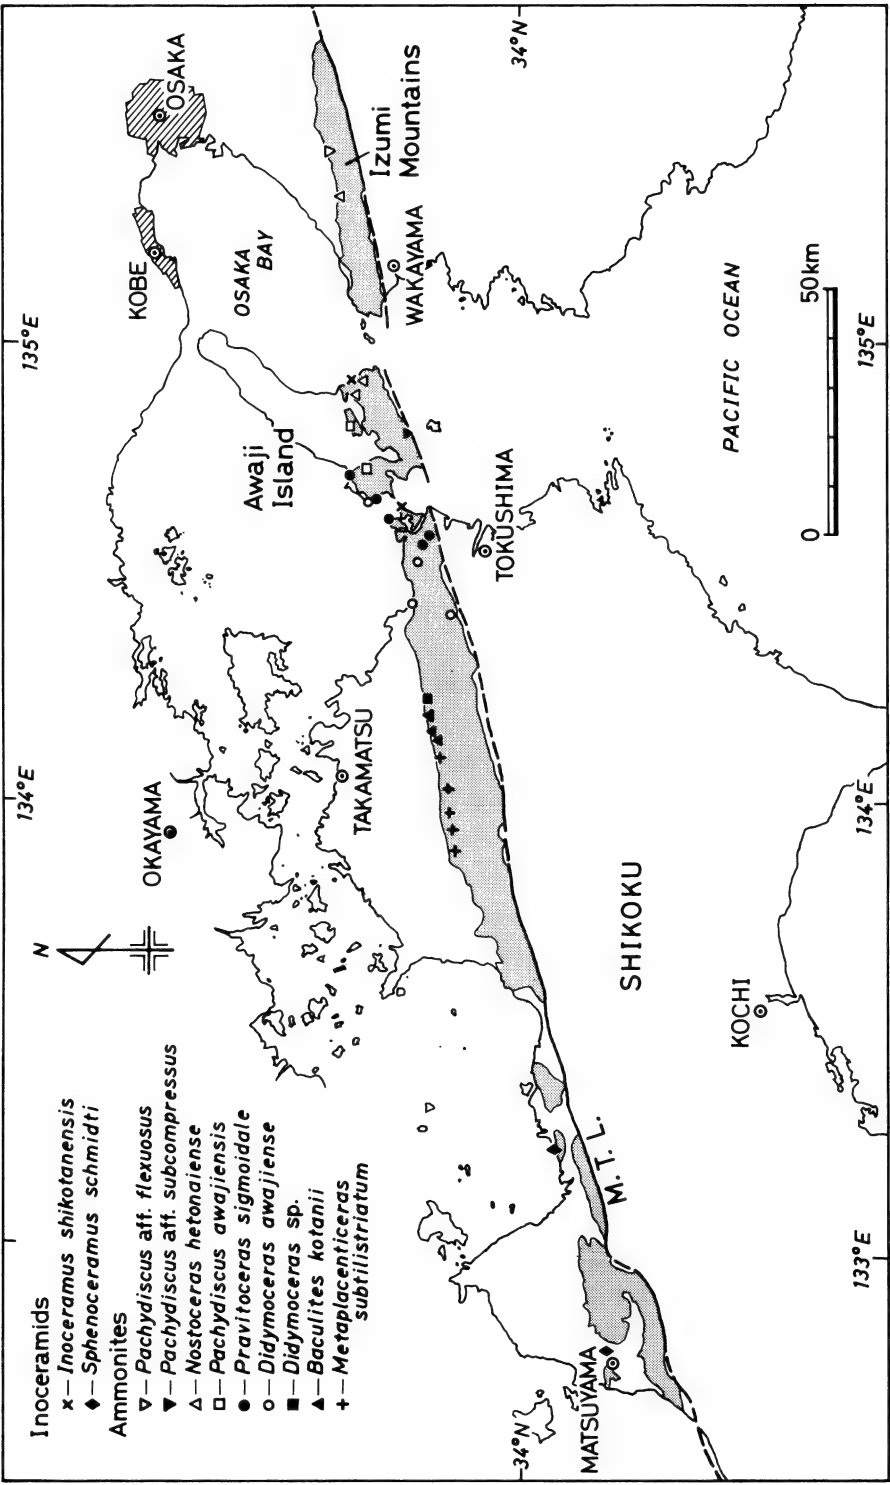 Inoceramids
x — Inoceramus shikotanensis
◆ — Sphenoceramus schmidti
Ammonites
▽ — Pachydiscus aff. flexuosus
▼ — Pachydiscus aff. subcompressus
△ — Nostoceras hetonaiense
□ — Pachydiscus awajiensis
● — Pravitoceras sigmoidale
○ — Didymoceras awajiense
■ — Didymoceras sp.
▲ — Baculites kotanii
+ — Metaplacenticeras
subtilistriatum
N
134°E
135°E
OKAYAMA
KOBE
OSAKA
OSAKA
BAY
Awaji
Island
TAKAMATSU
Izumi
Mountains
WAKAYAMA
TOKUSHIMA
34°N
34°N
MATSUYAMA
M. T. L.
SHIKOKU
KOCHI
PACIFIC OCEAN
0
50km
133°E
134°E
135°E